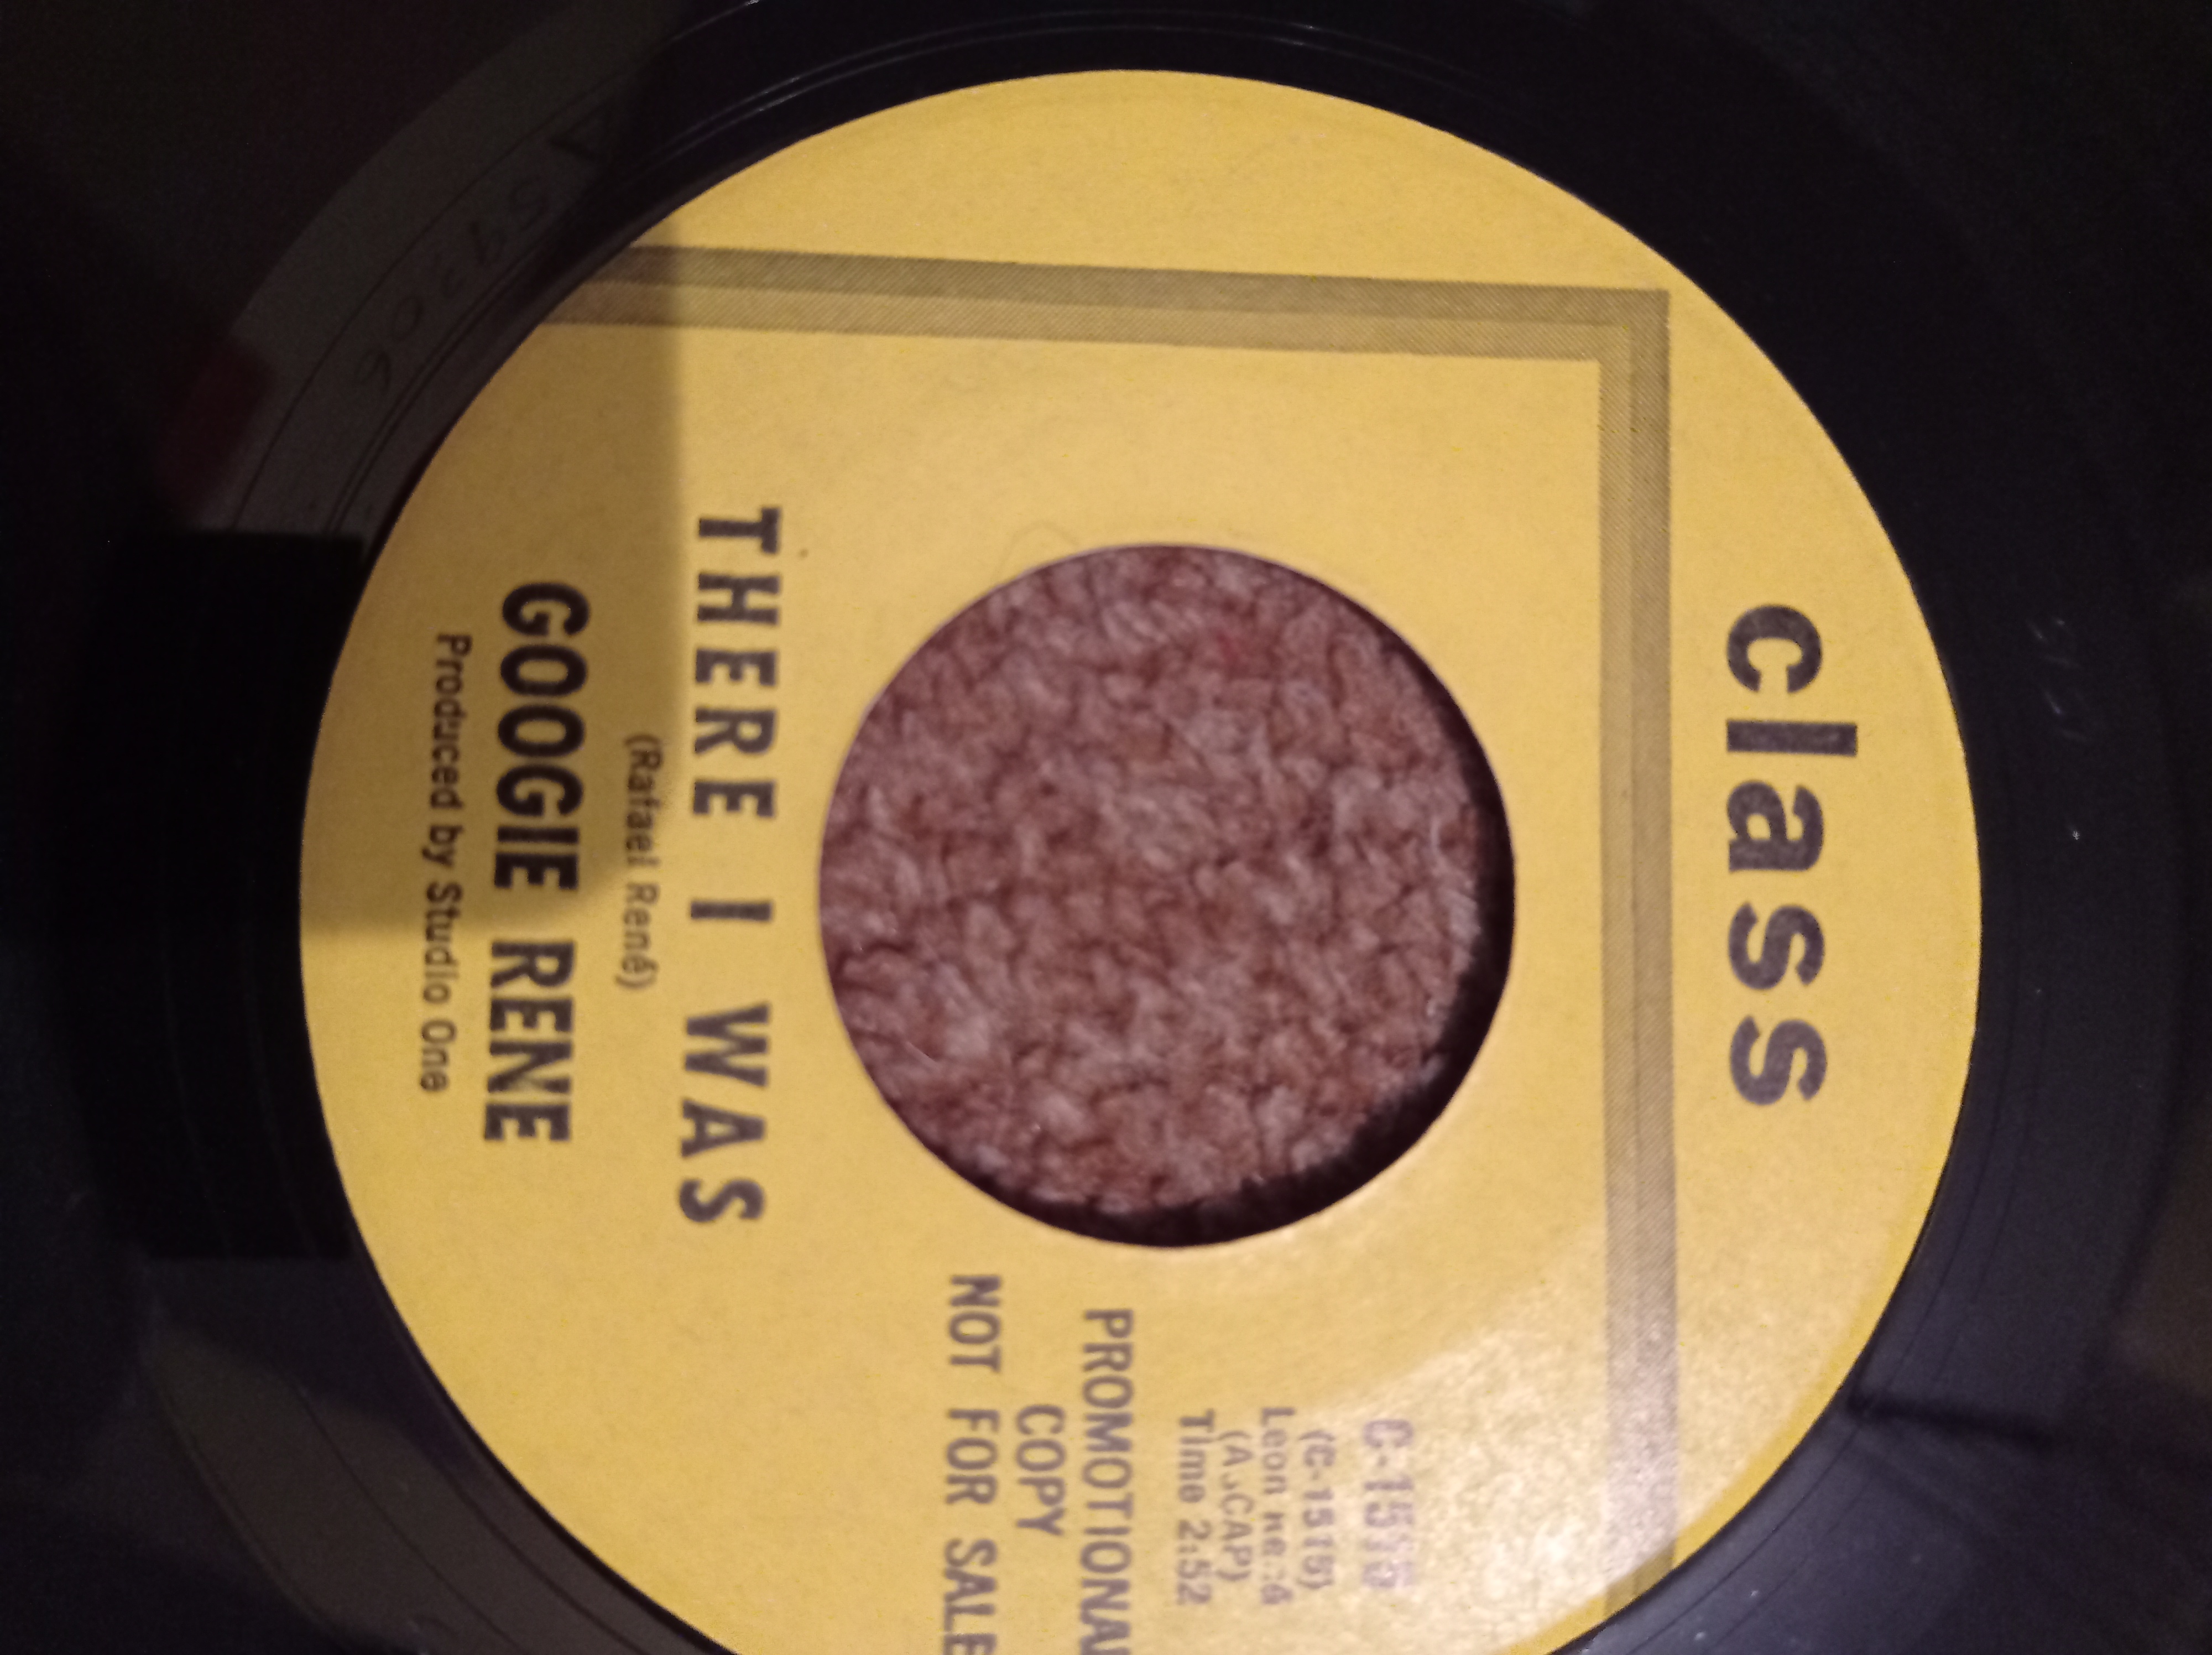 class
PROMOTIONAL
COPY
NOT FOR SALE
(ASCAP)
Time 2:52
THERE I WAS
(Rafael René)
GOOGIE RENE
Produced by Studio One